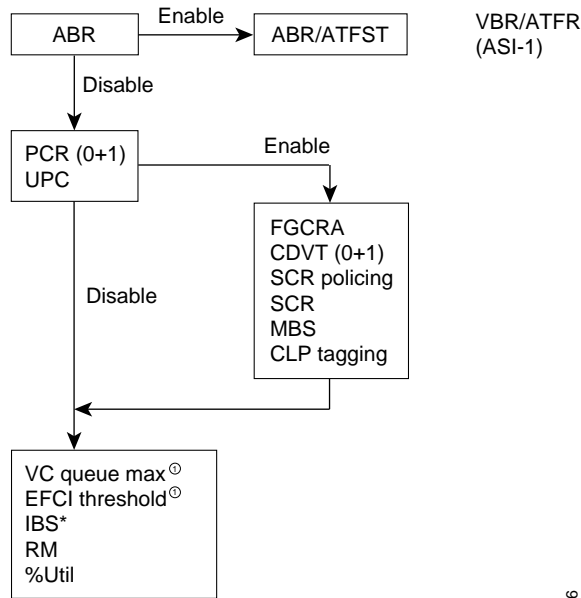 ABR
Enable
ABR/ATFST
VBR/ATFR
(ASI-1)
Disable
PCR (0+1)
UPC
Enable
FGCRA
CDVT (0+1)
SCR policing
SCR
MBS
CLP tagging
Disable
VC queue max①
EFCI threshold①
IBS*
RM
%Util
6